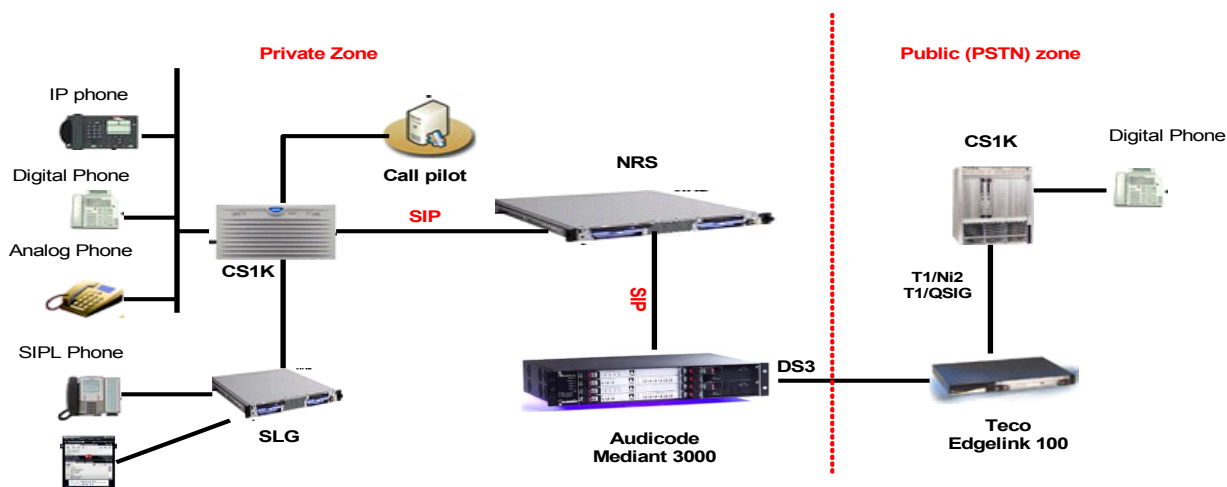 Private Zone
Public (PSTN) zone
IP phone
Digital Phone
Analog Phone
SIPL Phone
Call pilot
CS1K
SIP
NRS
SIP
SLG
Audicode
Mediant 3000
DS3
CS1K
Digital Phone
T1/Ni2
T1/QSIG
Teco
Edgelink 100